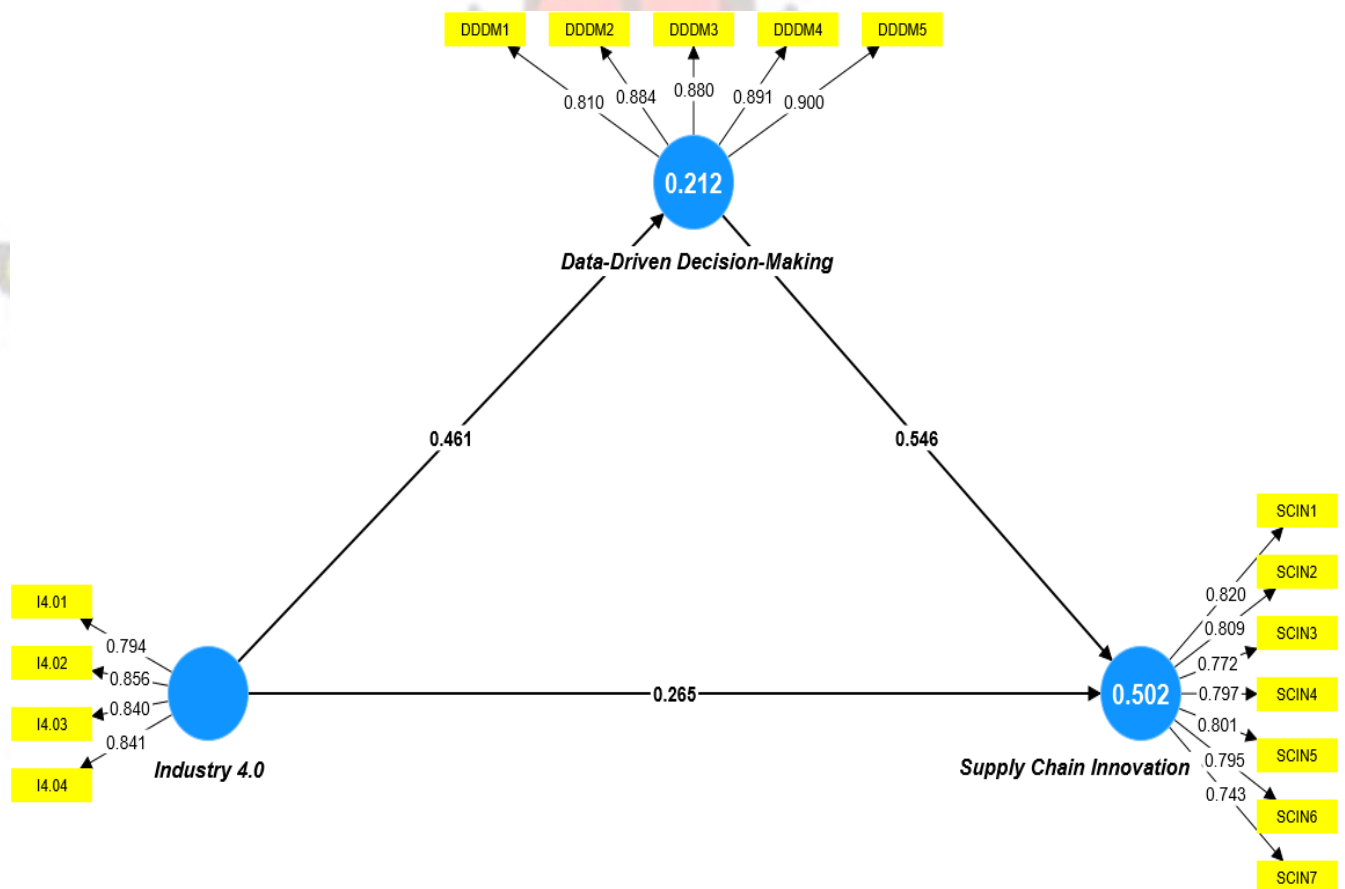 DDDM1 DDDM2 DDDM3 DDDM4 DDDM5
0.810 0.884 0.880 0.891 0.900
0.212
Data-Driven Decision-Making
0.461 0.546
I4.01
I4.02
I4.03
I4.04
0.794
0.856
0.840
0.841
Industry 4.0
0.265
0.502
Supply Chain Innovation
0.820
0.809
0.772
0.797
0.801
0.795
0.743
SCIN1
SCIN2
SCIN3
SCIN4
SCIN5
SCIN6
SCIN7